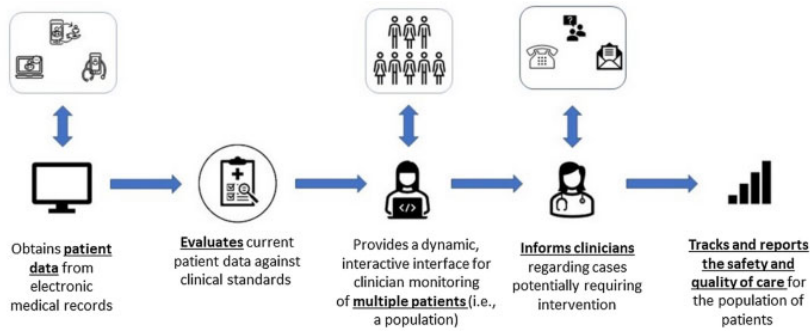 Obtains patient
data from
electronic
medical records
Evaluates current
patient data against
clinical standards
Provides a dynamic,
interactive interface for
clinician monitoring
of multiple patients (i.e.,
a population)
Informs clinicians
regarding cases
potentially requiring
intervention
Tracks and reports
the safety and
quality of care for
the population of
patients